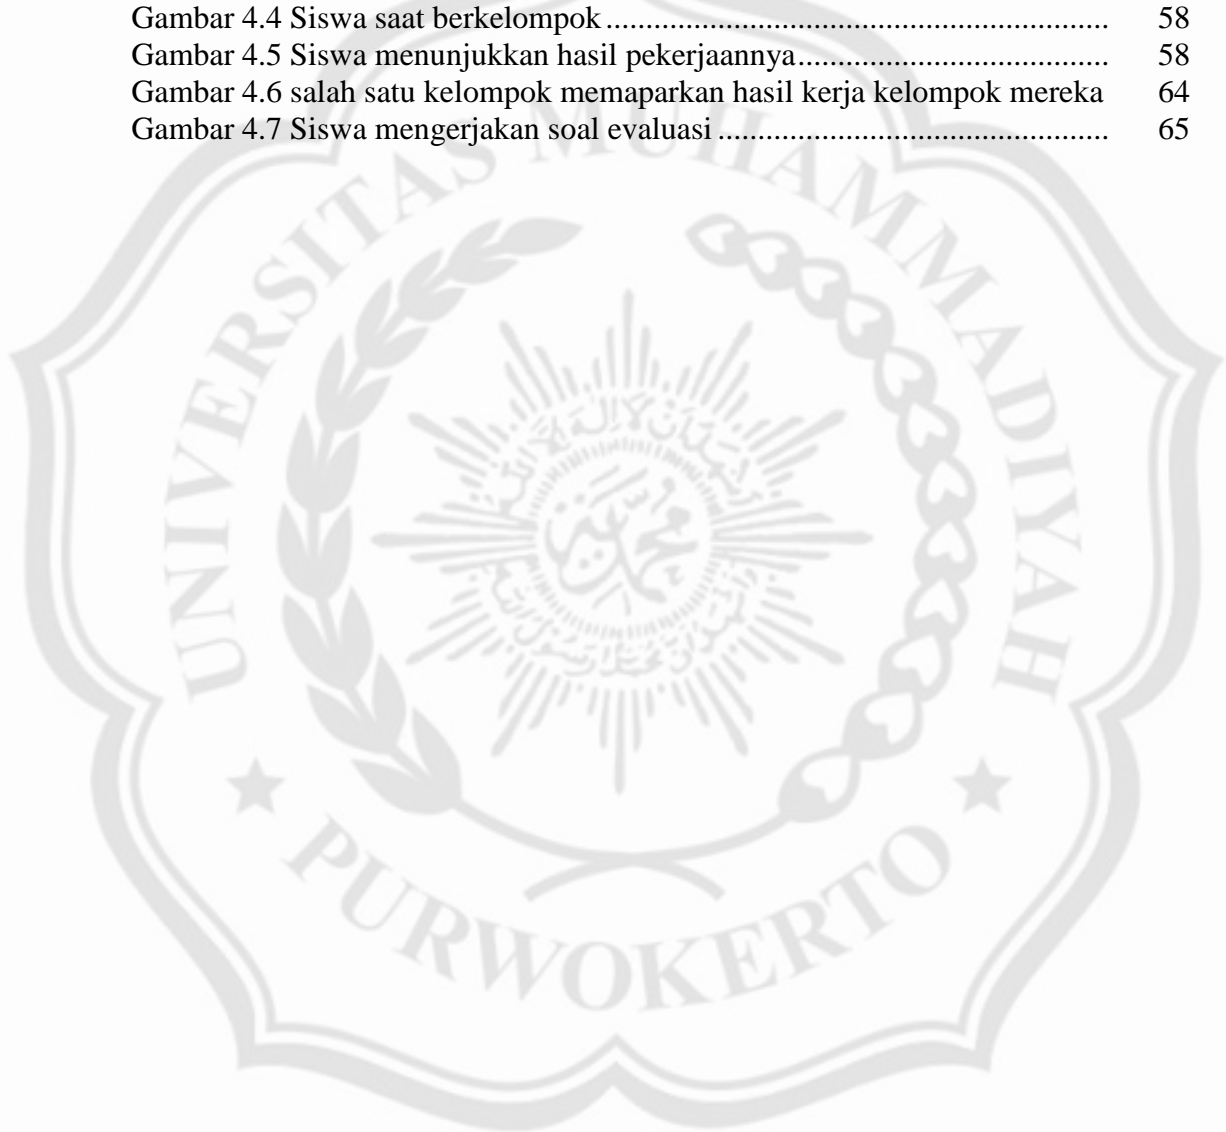 Gambar 4.4 Siswa saat berkelompok ................................................................ 58
Gambar 4.5 Siswa menunjukkan hasil pekerjaannya....................................... 58
Gambar 4.6 salah satu kelompok memaparkan hasil kerja kelompok mereka 64
Gambar 4.7 Siswa mengerjakan soal evaluasi ................................................. 65
UNIVERSITAS MUHAMMADIYAH
PURWOKERTO